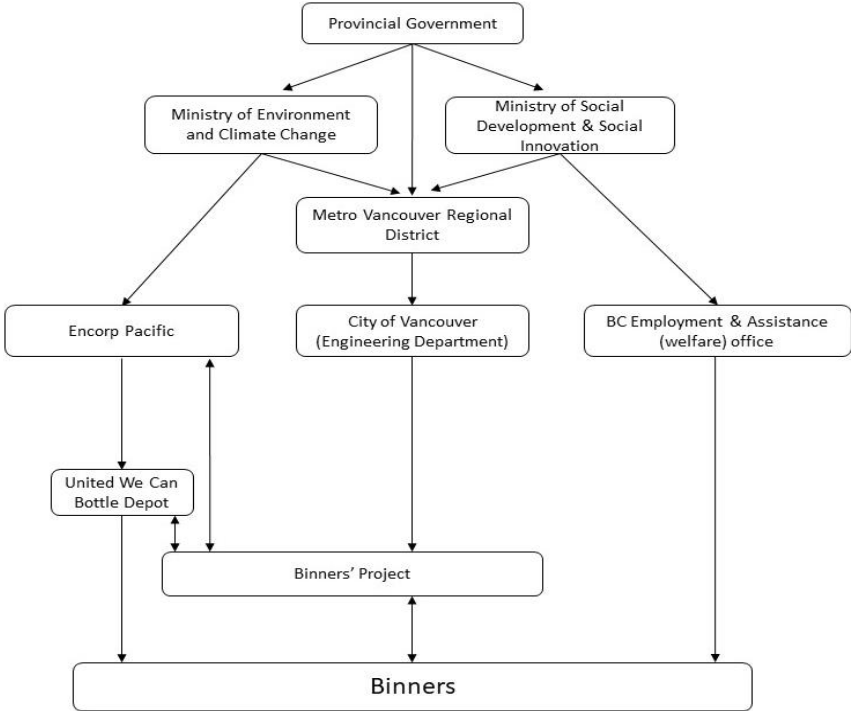 Provincial Government
Ministry of Environment
and Climate Change
Ministry of Social
Development & Social
Innovation
Metro Vancouver Regional
District
Encorp Pacific
City of Vancouver
(Engineering Department)
BC Employment & Assistance
(welfare) office
United We Can
Bottle Depot
Binners’ Project
Binners